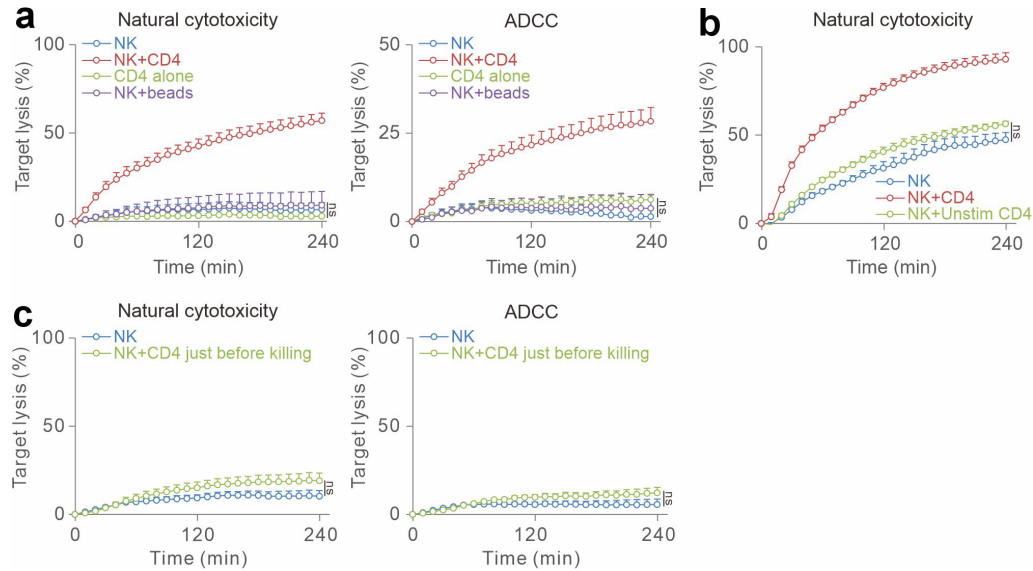 a
Natural cytotoxicity
Target lysis (%)
100
50
0
NK
NK+CD4
CD4 alone
NK+beads
ns
0
120
240
Time (min)
ADCC
Target lysis (%)
50
25
0
NK
NK+CD4
CD4 alone
NK+beads
ns
0
120
240
Time (min)
b
Natural cytotoxicity
Target lysis (%)
100
50
0
ns
NK
NK+CD4
NK+Unstim CD4
0
120
240
Time (min)
c
Natural cytotoxicity
Target lysis (%)
100
50
0
NK
NK+CD4 just before killing
ns
0
120
240
Time (min)
ADCC
Target lysis (%)
100
50
0
NK
NK+CD4 just before killing
ns
0
120
240
Time (min)